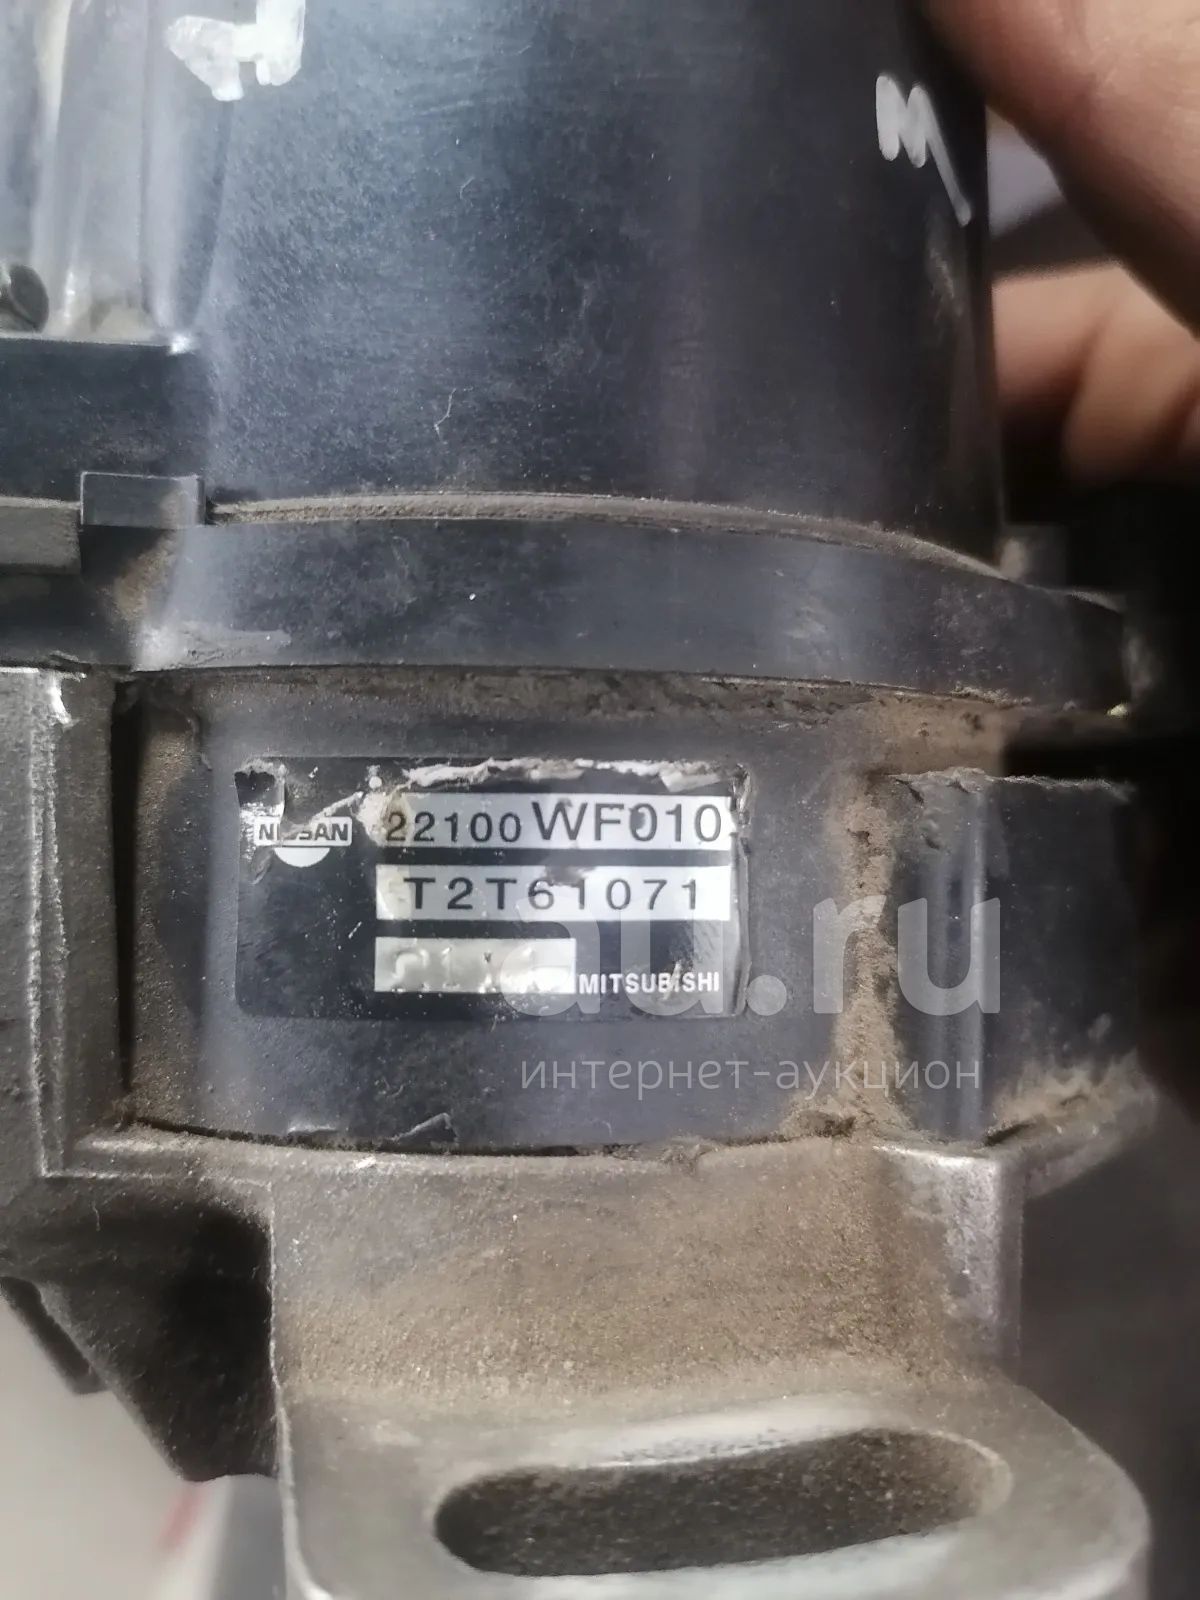 M
NISSAN
22100 WF010
T2T61071
MITSUBISHI
au.ru
интернет-аукцион